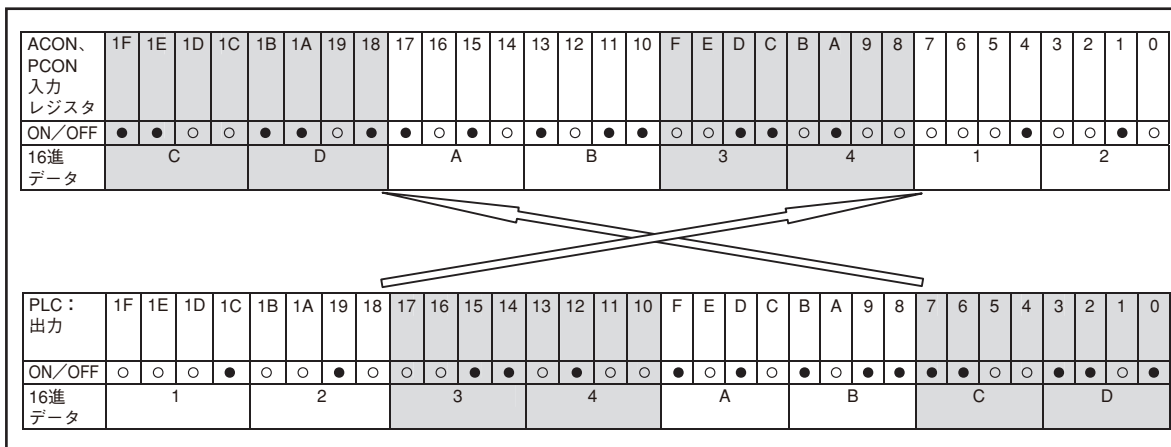 ACON、 1F 1E 1D 1C 1B 1A 19 18 17 16 15 14 13 12 11 10 F E D C B A 9 8 7 6 5 4 3 2 1 0
PCON
入力
レジスタ
ON／OFF ● ● ○ ○ ● ● ○ ● ● ○ ● ○ ● ○ ● ● ○ ○ ● ● ○ ● ○ ○ ○ ○ ○ ● ○ ○ ● ○
16進 C D A B 3 4 1 2
データ
PLC： 1F 1E 1D 1C 1B 1A 19 18 17 16 15 14 13 12 11 10 F E D C B A 9 8 7 6 5 4 3 2 1 0
出力
ON／OFF ○ ○ ○ ● ○ ○ ● ○ ○ ○ ● ● ○ ● ○ ○ ● ○ ● ○ ● ○ ● ● ● ● ○ ○ ● ● ○ ●
16進 1 2 3 4 A B C D
データ